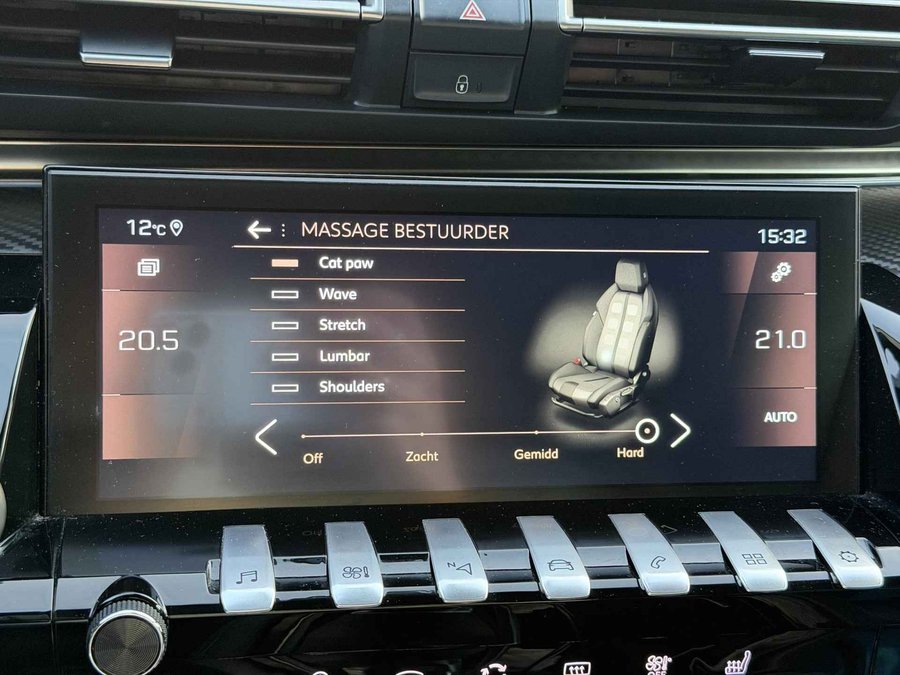 12°C
MASSAGE BESTUURDER
15:32
Cat paw
Wave
Stretch
Lumbar
Shoulders
20.5
21.0
AUTO
Off
Zacht
Gemidd
Hard
N
OFF